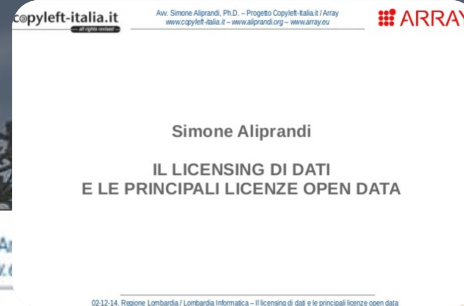 copyleft-italia.it
all rights reversed
Avv. Simone Aliprandi, Ph.D. – Progetto Copyleft-Italia.it / Array
www.copyleft-italia.it – www.aliprandi.org – www.array.eu
ARRAY
Simone Aliprandi
IL LICENSING DI DATI
E LE PRINCIPALI LICENZE OPEN DATA
02-12-14, Regione Lombardia / Lombardia Informatica – Il licensing di dati e le principali licenze open data